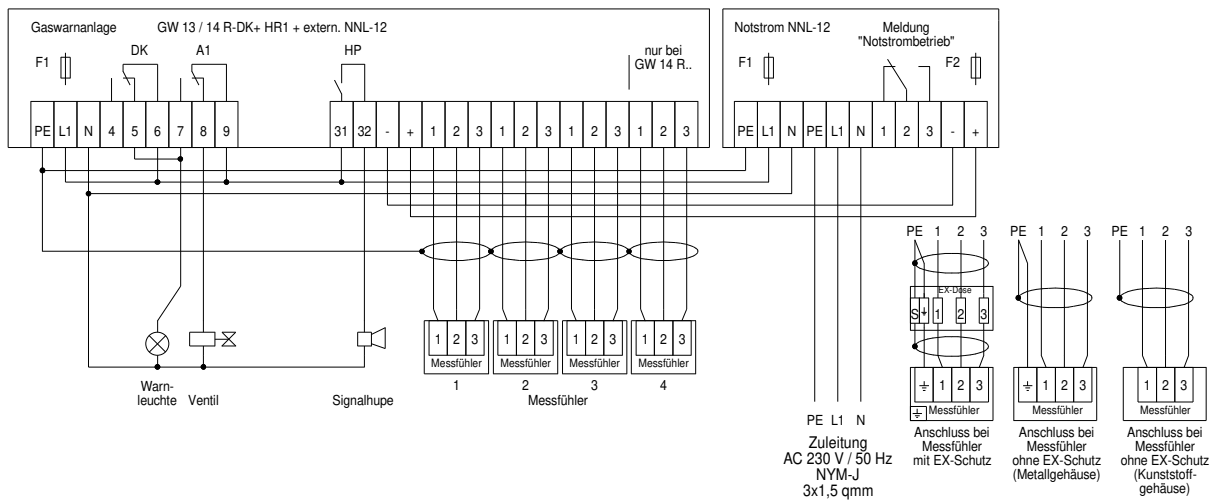 Gaswarnanlage GW 13 / 14 R-DK+ HR1 + extern. NNL-12
DK A1 HP
nur bei
GW 14 R..
F1
PE L1 N 4 5 6 7 8 9 31 32 - + 1 2 3 1 2 3 1 2 3 1 2 3
Notstrom NNL-12 Meldung
"Notstrombetrieb"
F1 F2
PE L1 N PE L1 N 1 2 3 - +
PE 1 2 3
EX-Dose
S 1 2 3
1 2 3
Messfühler
PE 1 2 3
1 2 3
Messfühler
PE 1 2 3
1 2 3
Messfühler
1 2 3 1 2 3 1 2 3 1 2 3
Messfühler Messfühler Messfühler Messfühler
1 2 3 4
Messfühler
Warn-
leuchte Ventil
Signalhupe
PE L1 N
Zuleitung
AC 230 V / 50 Hz
NYM-J
3x1,5 qmm
Anschluss bei
Messfühler
mit EX-Schutz
Anschluss bei
Messfühler
ohne EX-Schutz
(Metallgehäuse)
Anschluss bei
Messfühler
ohne EX-Schutz
(Kunststoff-
gehäuse)